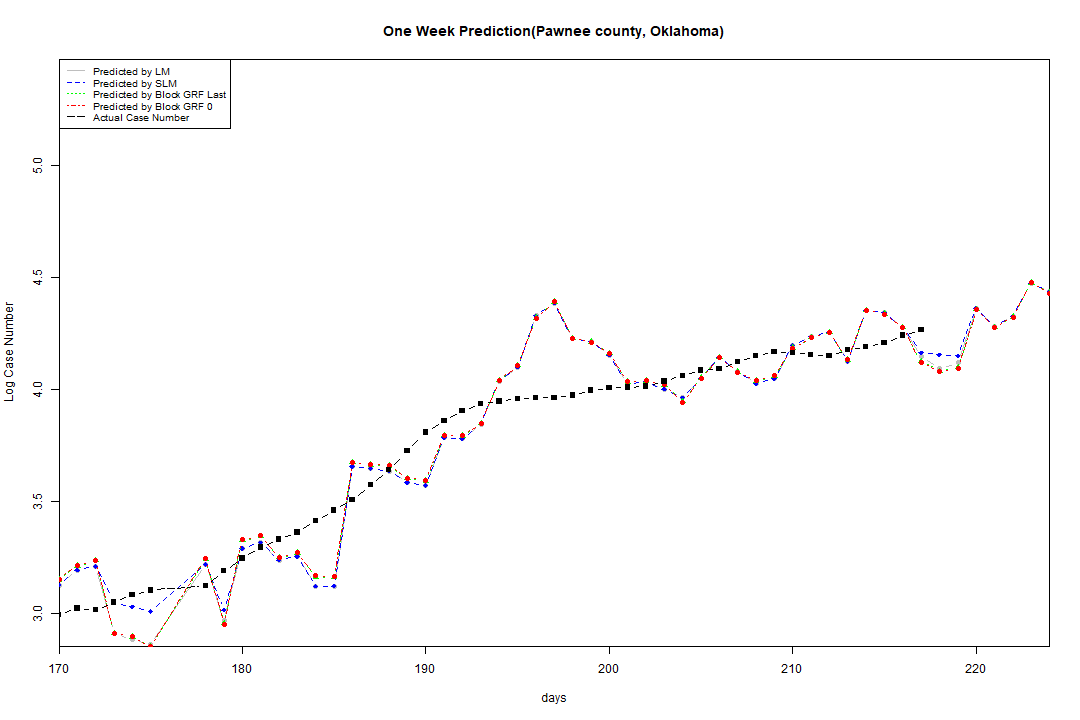 One Week Prediction(Pawnee county, Oklahoma)
Predicted by LM
Predicted by SLM
Predicted by Block GRF Last
Predicted by Block GRF 0
Actual Case Number
5.0
4.5
4.0
3.5
3.0
Log Case Number
170 180 190 200 210 220
days